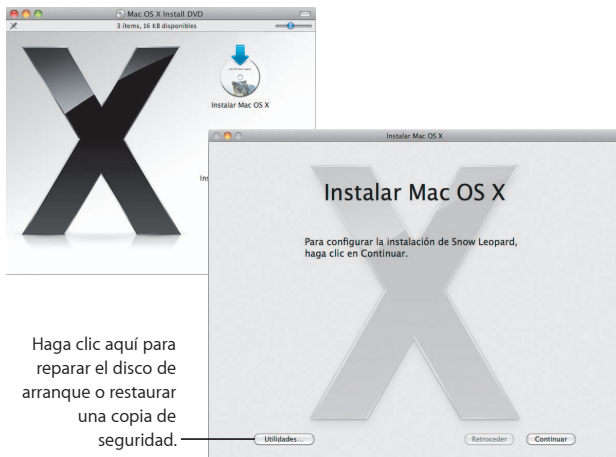 Mac OS X Install DVD
3 ítems, 16 KB disponibles
Instalar Mac OS X
Ins
Instalar Mac OS X
Instalar Mac OS X
Para configurar la instalación de Snow Leopard,
haga clic en Continuar.
Haga clic aquí para
reparar el disco de
arranque o restaurar
una copia de
seguridad.
Utilidades...
Retroceder
Continuar